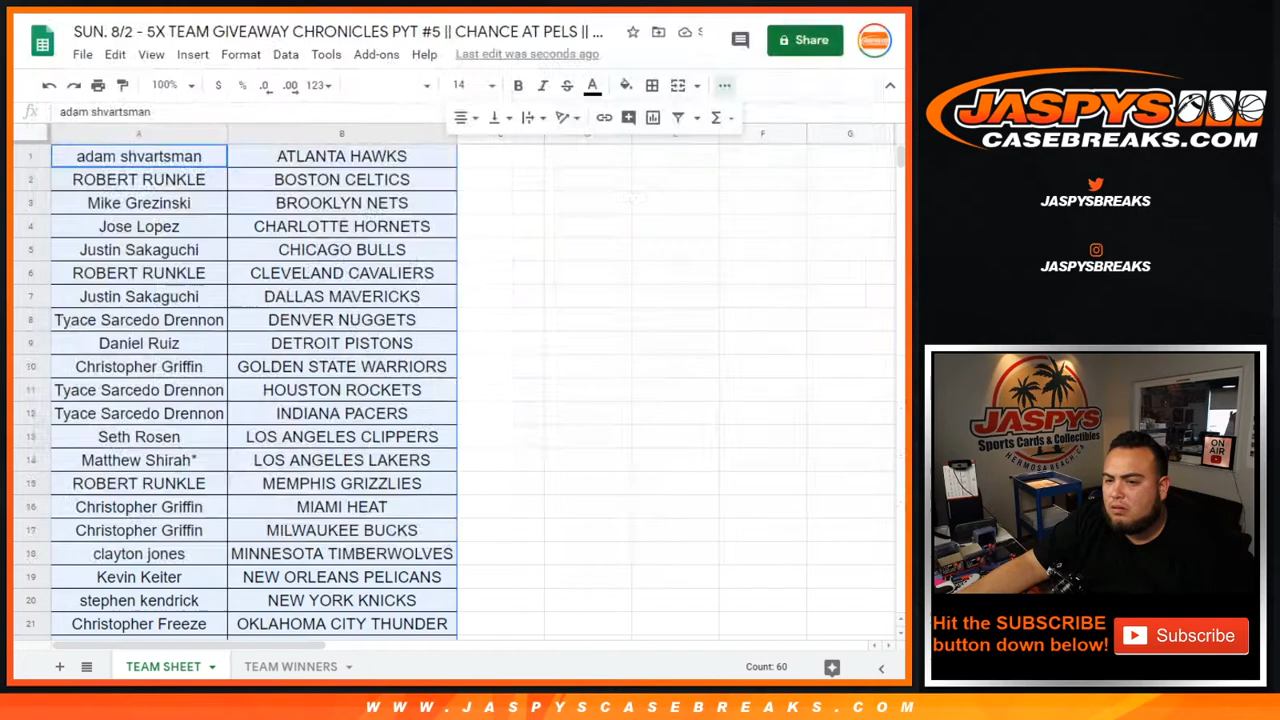 SUN. 8/2 - 5X TEAM GIVEAWAY CHRONICLES PYT #5 || CHANCE AT PELS || ...
Share
File Edit View Insert Format Data Tools Add-ons Help Last edit was seconds ago
100% $ % .0 .00 123 14 B I S A
fx adam shvartsman
A B F G
1 adam shvartsman ATLANTA HAWKS
2 ROBERT RUNKLE BOSTON CELTICS
3 Mike Grezinski BROOKLYN NETS
4 Jose Lopez CHARLOTTE HORNETS
5 Justin Sakaguchi CHICAGO BULLS
6 ROBERT RUNKLE CLEVELAND CAVALIERS
7 Justin Sakaguchi DALLAS MAVERICKS
8 Tyace Sarcedo Drennon DENVER NUGGETS
9 Daniel Ruiz DETROIT PISTONS
10 Christopher Griffin GOLDEN STATE WARRIORS
11 Tyace Sarcedo Drennon HOUSTON ROCKETS
12 Tyace Sarcedo Drennon INDIANA PACERS
13 Seth Rosen LOS ANGELES CLIPPERS
14 Matthew Shirah* LOS ANGELES LAKERS
15 ROBERT RUNKLE MEMPHIS GRIZZLIES
16 Christopher Griffin MIAMI HEAT
17 Christopher Griffin MILWAUKEE BUCKS
18 clayton jones MINNESOTA TIMBERWOLVES
19 Kevin Keiter NEW ORLEANS PELICANS
20 stephen kendrick NEW YORK KNICKS
21 Christopher Freeze OKLAHOMA CITY THUNDER
TEAM SHEET TEAM WINNERS Count: 60
JASPYS
CASEBREAKS.COM
JASPYSBREAKS
JASPYSBREAKS
JASPYS
Sports Cards & Collectibles
HERMOSA BEACH, CA
ON AIR
Hit the SUBSCRIBE
button down below!
Subscribe
WWW.JASPYSCASEBREAKS.COM